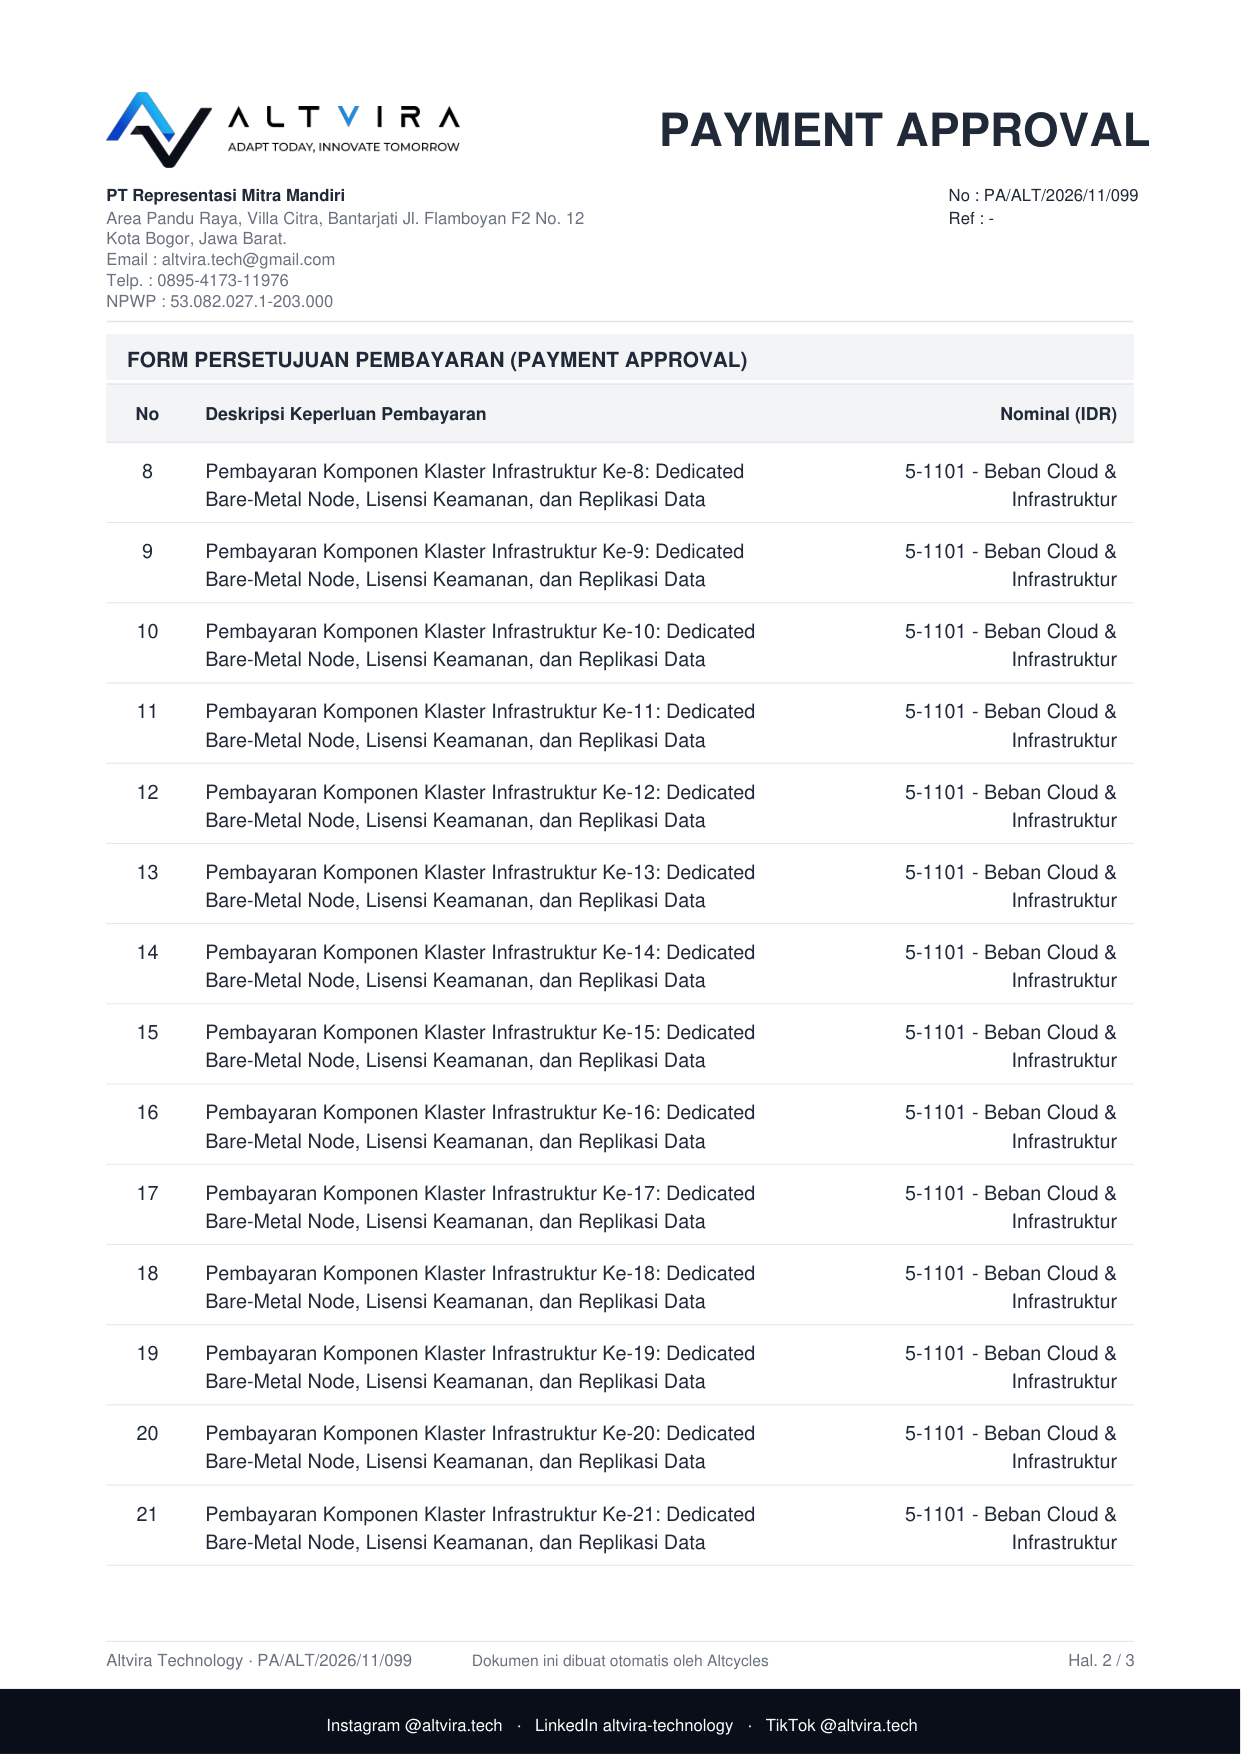 ALTVIRA
ADAPT TODAY, INNOVATE TOMORROW
PAYMENT APPROVAL
PT Representasi Mitra Mandiri
Area Pandu Raya, Villa Citra, Bantarjati Jl. Flamboyan F2 No. 12
Kota Bogor, Jawa Barat.
Email : altvira.tech@gmail.com
Telp. : 0895-4173-11976
NPWP : 53.082.027.1-203.000
No : PA/ALT/2026/11/099
Ref : -
FORM PERSETUJUAN PEMBAYARAN (PAYMENT APPROVAL)
No Deskripsi Keperluan Pembayaran Nominal (IDR)
8 Pembayaran Komponen Klaster Infrastruktur Ke-8: Dedicated 5-1101 - Beban Cloud &
Bare-Metal Node, Lisensi Keamanan, dan Replikasi Data Infrastruktur
9 Pembayaran Komponen Klaster Infrastruktur Ke-9: Dedicated 5-1101 - Beban Cloud &
Bare-Metal Node, Lisensi Keamanan, dan Replikasi Data Infrastruktur
10 Pembayaran Komponen Klaster Infrastruktur Ke-10: Dedicated 5-1101 - Beban Cloud &
Bare-Metal Node, Lisensi Keamanan, dan Replikasi Data Infrastruktur
11 Pembayaran Komponen Klaster Infrastruktur Ke-11: Dedicated 5-1101 - Beban Cloud &
Bare-Metal Node, Lisensi Keamanan, dan Replikasi Data Infrastruktur
12 Pembayaran Komponen Klaster Infrastruktur Ke-12: Dedicated 5-1101 - Beban Cloud &
Bare-Metal Node, Lisensi Keamanan, dan Replikasi Data Infrastruktur
13 Pembayaran Komponen Klaster Infrastruktur Ke-13: Dedicated 5-1101 - Beban Cloud &
Bare-Metal Node, Lisensi Keamanan, dan Replikasi Data Infrastruktur
14 Pembayaran Komponen Klaster Infrastruktur Ke-14: Dedicated 5-1101 - Beban Cloud &
Bare-Metal Node, Lisensi Keamanan, dan Replikasi Data Infrastruktur
15 Pembayaran Komponen Klaster Infrastruktur Ke-15: Dedicated 5-1101 - Beban Cloud &
Bare-Metal Node, Lisensi Keamanan, dan Replikasi Data Infrastruktur
16 Pembayaran Komponen Klaster Infrastruktur Ke-16: Dedicated 5-1101 - Beban Cloud &
Bare-Metal Node, Lisensi Keamanan, dan Replikasi Data Infrastruktur
17 Pembayaran Komponen Klaster Infrastruktur Ke-17: Dedicated 5-1101 - Beban Cloud &
Bare-Metal Node, Lisensi Keamanan, dan Replikasi Data Infrastruktur
18 Pembayaran Komponen Klaster Infrastruktur Ke-18: Dedicated 5-1101 - Beban Cloud &
Bare-Metal Node, Lisensi Keamanan, dan Replikasi Data Infrastruktur
19 Pembayaran Komponen Klaster Infrastruktur Ke-19: Dedicated 5-1101 - Beban Cloud &
Bare-Metal Node, Lisensi Keamanan, dan Replikasi Data Infrastruktur
20 Pembayaran Komponen Klaster Infrastruktur Ke-20: Dedicated 5-1101 - Beban Cloud &
Bare-Metal Node, Lisensi Keamanan, dan Replikasi Data Infrastruktur
21 Pembayaran Komponen Klaster Infrastruktur Ke-21: Dedicated 5-1101 - Beban Cloud &
Bare-Metal Node, Lisensi Keamanan, dan Replikasi Data Infrastruktur
Altvira Technology · PA/ALT/2026/11/099 Dokumen ini dibuat otomatis oleh Altcycles Hal. 2 / 3
Instagram @altvira.tech · LinkedIn altvira-technology · TikTok @altvira.tech